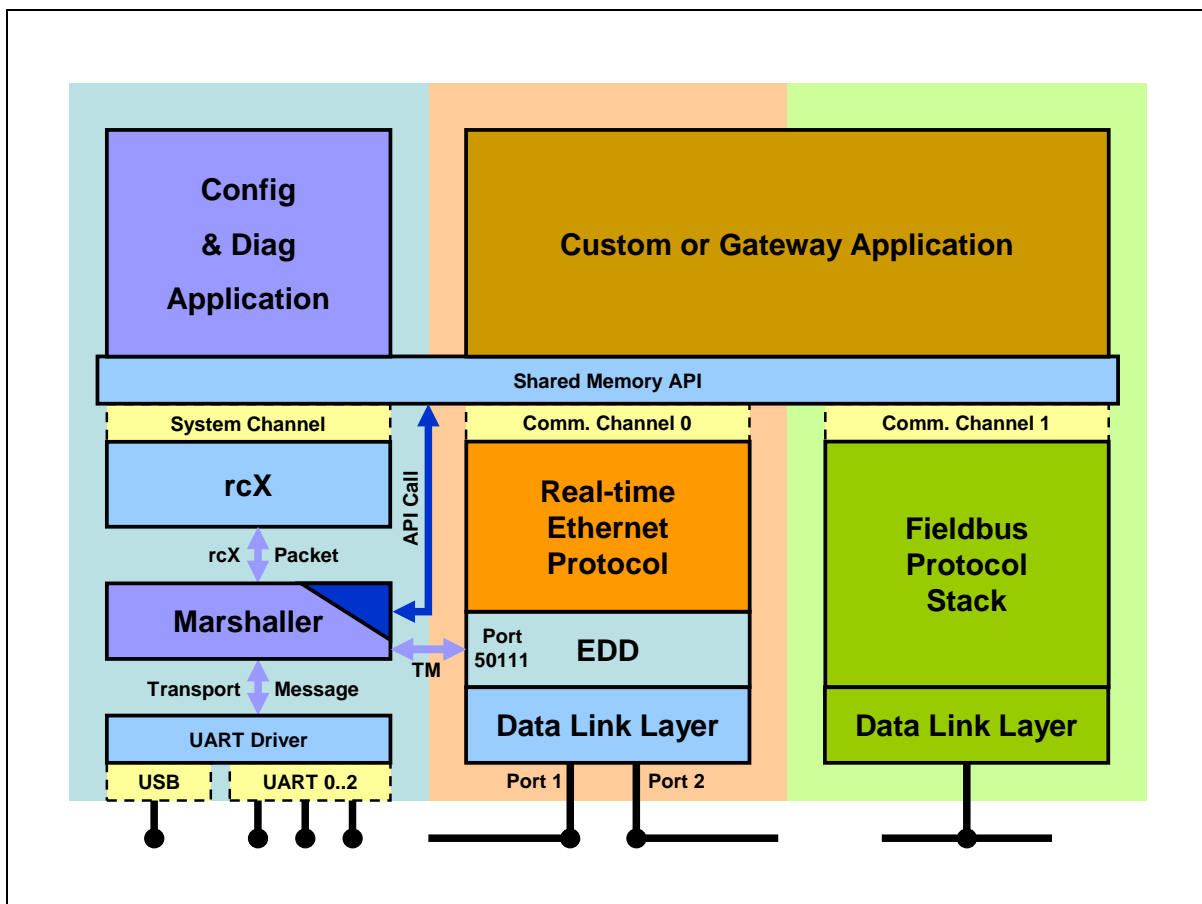 Config
& Diag
Application
Custom or Gateway Application
Shared Memory API
System Channel
Comm. Channel 0
Comm. Channel 1
rcX
API Call
Real-time
Ethernet
Protocol
Fieldbus
Protocol
Stack
rcX Packet
Marshaller
TM
Port
50111
EDD
Transport Message
UART Driver
Data Link Layer
Data Link Layer
USB
UART 0..2
Port 1
Port 2